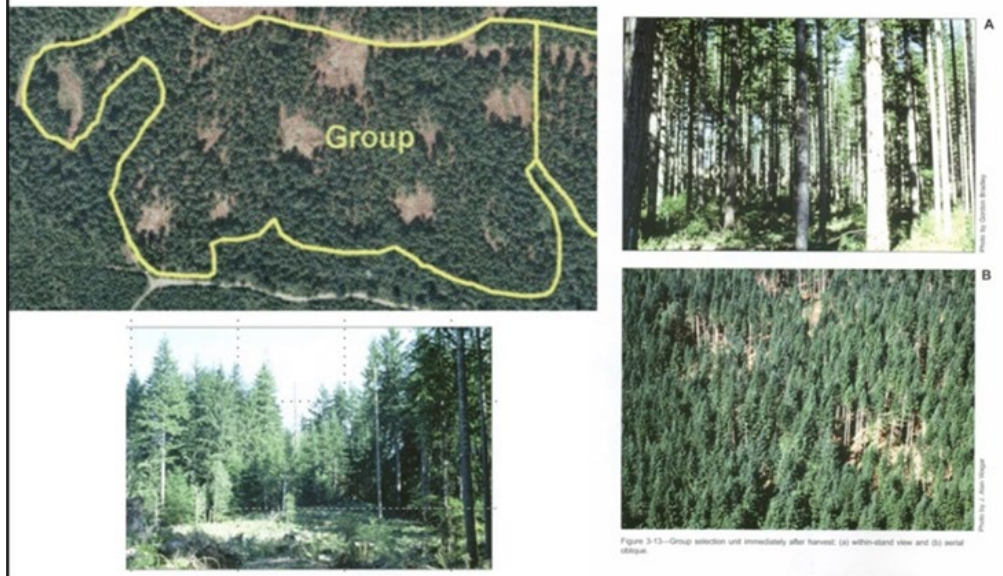 Group
A
Photo by Gordon Bradley
B
Photo by J. Alan Wagar
Figure 3-13—Group selection unit immediately after harvest: (a) within-stand view and (b) aerial
oblique.